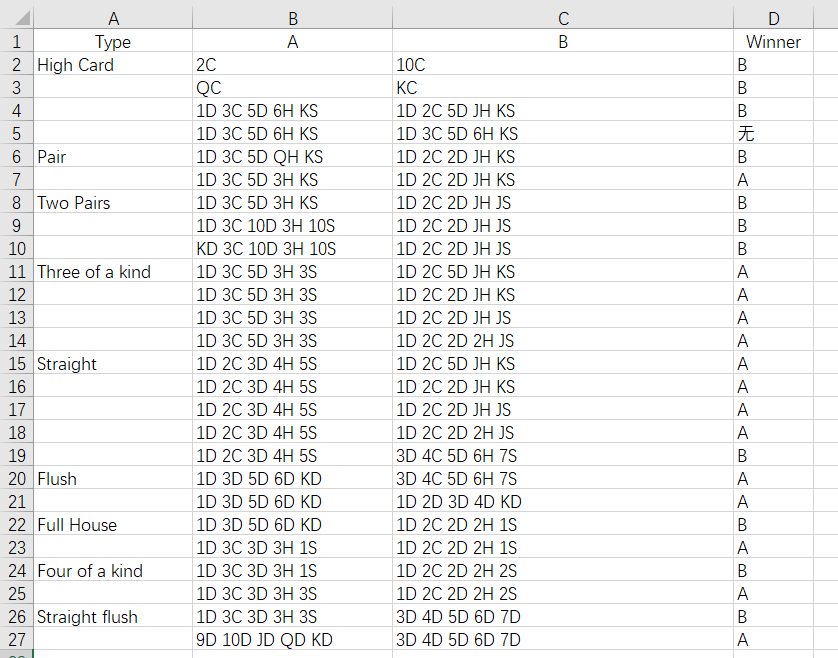 A B C D
1 Type A B Winner
2 High Card 2C 10C B
3 QC KC B
4 1D 3C 5D 6H KS 1D 2C 5D JH KS B
5 1D 3C 5D 6H KS 1D 3C 5D 6H KS 无
6 Pair 1D 3C 5D QH KS 1D 2C 2D JH KS B
7 1D 3C 5D 3H KS 1D 2C 2D JH KS A
8 Two Pairs 1D 3C 5D 3H KS 1D 2C 2D JH JS B
9 1D 3C 10D 3H 10S 1D 2C 2D JH JS B
10 KD 3C 10D 3H 10S 1D 2C 2D JH JS B
11 Three of a kind 1D 3C 5D 3H 3S 1D 2C 5D JH KS A
12 1D 3C 5D 3H 3S 1D 2C 2D JH KS A
13 1D 3C 5D 3H 3S 1D 2C 2D JH JS A
14 1D 3C 5D 3H 3S 1D 2C 2D 2H JS A
15 Straight 1D 2C 3D 4H 5S 1D 2C 5D JH KS A
16 1D 2C 3D 4H 5S 1D 2C 2D JH KS A
17 1D 2C 3D 4H 5S 1D 2C 2D JH JS A
18 1D 2C 3D 4H 5S 1D 2C 2D 2H JS A
19 1D 2C 3D 4H 5S 3D 4C 5D 6H 7S B
20 Flush 1D 3D 5D 6D KD 3D 4C 5D 6H 7S A
21 1D 3D 5D 6D KD 1D 2D 3D 4D KD A
22 Full House 1D 3D 5D 6D KD 1D 2C 2D 2H 1S B
23 1D 3C 3D 3H 1S 1D 2C 2D 2H 1S A
24 Four of a kind 1D 3C 3D 3H 1S 1D 2C 2D 2H 2S B
25 1D 3C 3D 3H 3S 1D 2C 2D 2H 2S A
26 Straight flush 1D 3C 3D 3H 3S 3D 4D 5D 6D 7D B
27 9D 10D JD QD KD 3D 4D 5D 6D 7D A